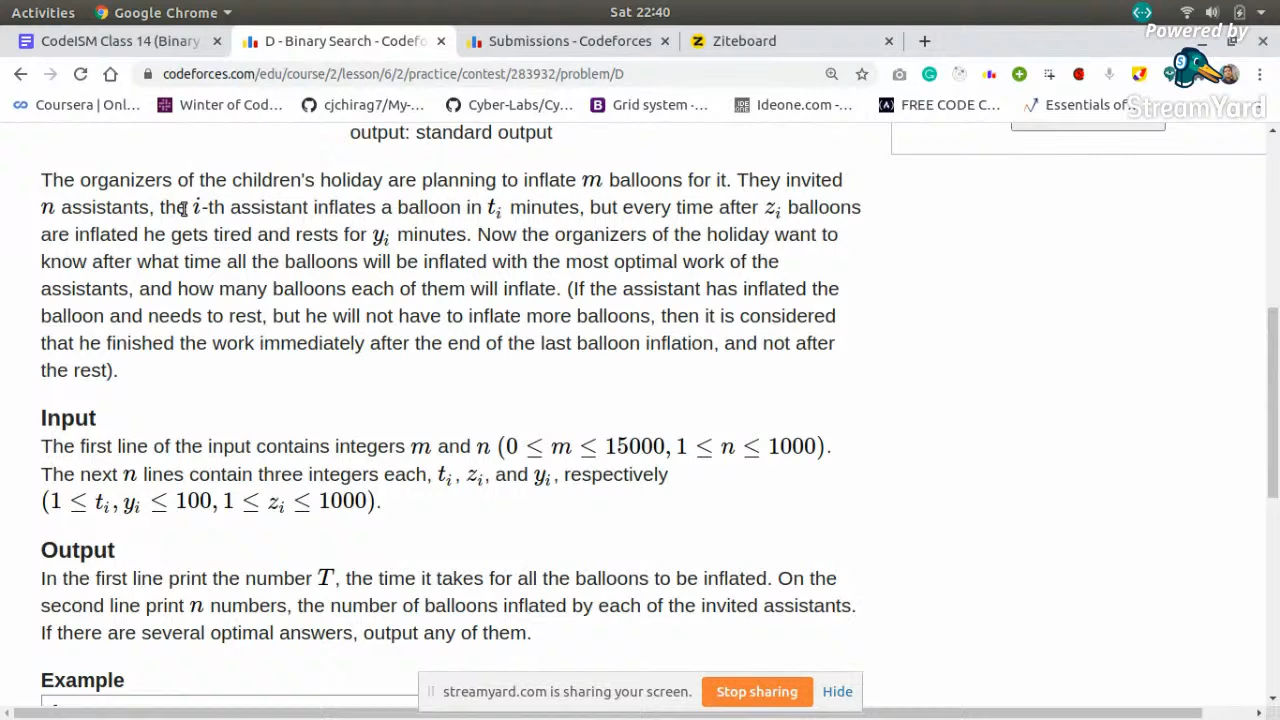 Activities Google Chrome Sat 22:40
Powered by
CodeISM Class 14 (Binary D - Binary Search - Codefo Submissions - Codeforces Ziteboard
codeforces.com/edu/course/2/lesson/6/2/practice/contest/283932/problem/D
StreamYard
Coursera | Onl... Winter of Cod... cjchirag7/My-... Cyber-Labs/Cy... Grid system -... Ideone.com -... FREE CODE C... Essentials of
output: standard output
The organizers of the children's holiday are planning to inflate m balloons for it. They invited
n assistants, the i-th assistant inflates a balloon in tᵢ minutes, but every time after zᵢ balloons
are inflated he gets tired and rests for yᵢ minutes. Now the organizers of the holiday want to
know after what time all the balloons will be inflated with the most optimal work of the
assistants, and how many balloons each of them will inflate. (If the assistant has inflated the
balloon and needs to rest, but he will not have to inflate more balloons, then it is considered
that he finished the work immediately after the end of the last balloon inflation, and not after
the rest).
Input
The first line of the input contains integers m and n (0 ≤ m ≤ 15000, 1 ≤ n ≤ 1000).
The next n lines contain three integers each, tᵢ, zᵢ, and yᵢ, respectively
(1 ≤ tᵢ, yᵢ ≤ 100, 1 ≤ zᵢ ≤ 1000).
Output
In the first line print the number T, the time it takes for all the balloons to be inflated. On the
second line print n numbers, the number of balloons inflated by each of the invited assistants.
If there are several optimal answers, output any of them.
Example
streamyard.com is sharing your screen. Stop sharing Hide